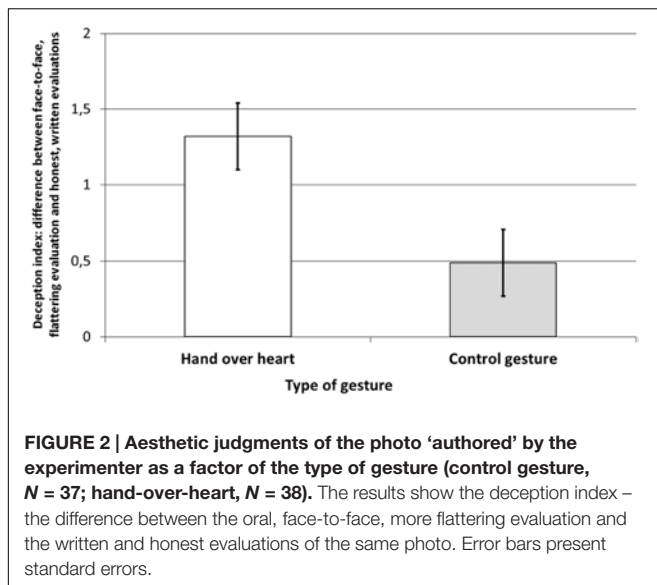 Deception index: difference between face-to-face,
flattering evaluation and honest, written evaluations
2
1,5
1
0,5
0
Hand over heart
Control gesture
Type of gesture
FIGURE 2 | Aesthetic judgments of the photo ‘authored’ by the
experimenter as a factor of the type of gesture (control gesture,
N = 37; hand-over-heart, N = 38). The results show the deception index –
the difference between the oral, face-to-face, more flattering evaluation and
the written and honest evaluations of the same photo. Error bars present
standard errors.